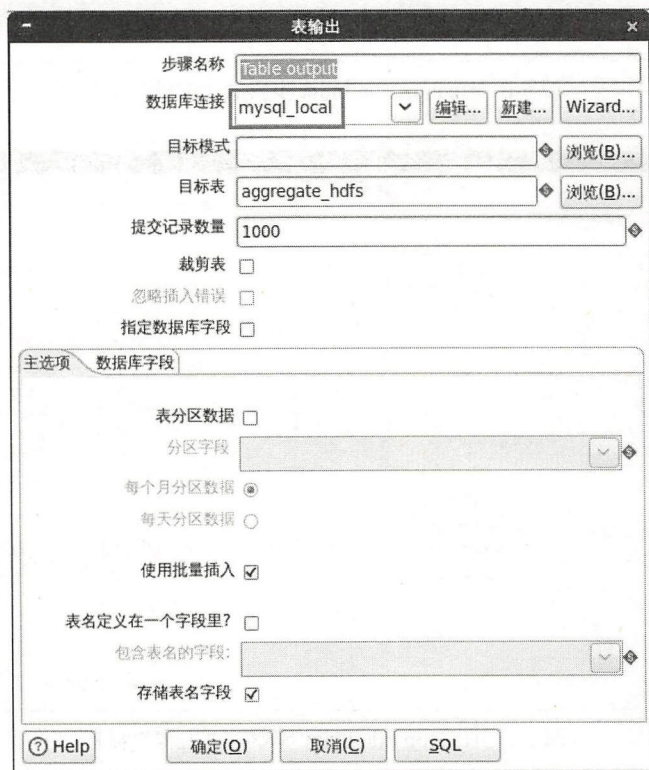 表输出
步骤名称 Table output
数据库连接 mysql_local 编辑... 新建... Wizard...
目标模式 浏览(B)...
目标表 aggregate_hdfs 浏览(B)...
提交记录数量 1000
裁剪表
忽略插入错误
指定数据库字段
主选项 数据库字段
表分区数据
分区字段
每个月分区数据
每天分区数据
使用批量插入
表名定义在一个字段里?
包含表名的字段:
存储表名字段
Help 确定(O) 取消(C) SQL